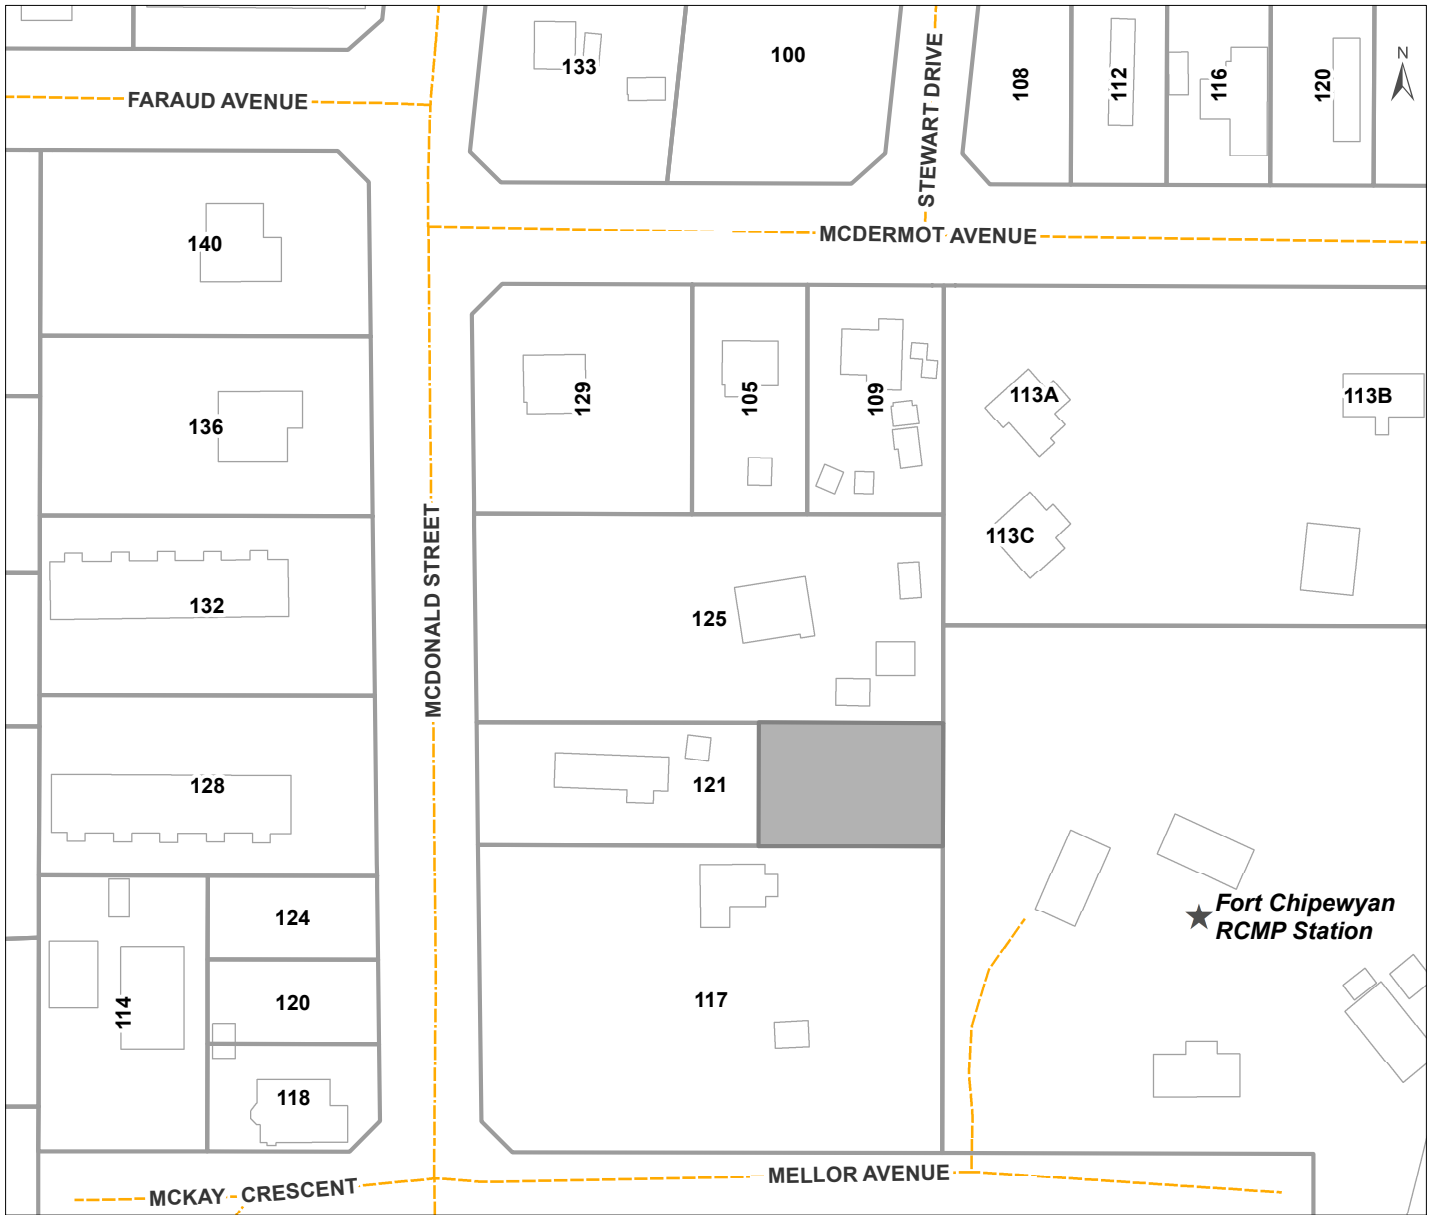 133
100
STEWART DRIVE
108
112
116
120
N
FARAUD AVENUE
140
MCDERMOT AVENUE
129
105
109
113A
113B
136
MCDONALD STREET
113C
132
125
128
121
124
Fort Chipewyan
RCMP Station
114
120
117
118
MCKAY CRESCENT
MELLOR AVENUE